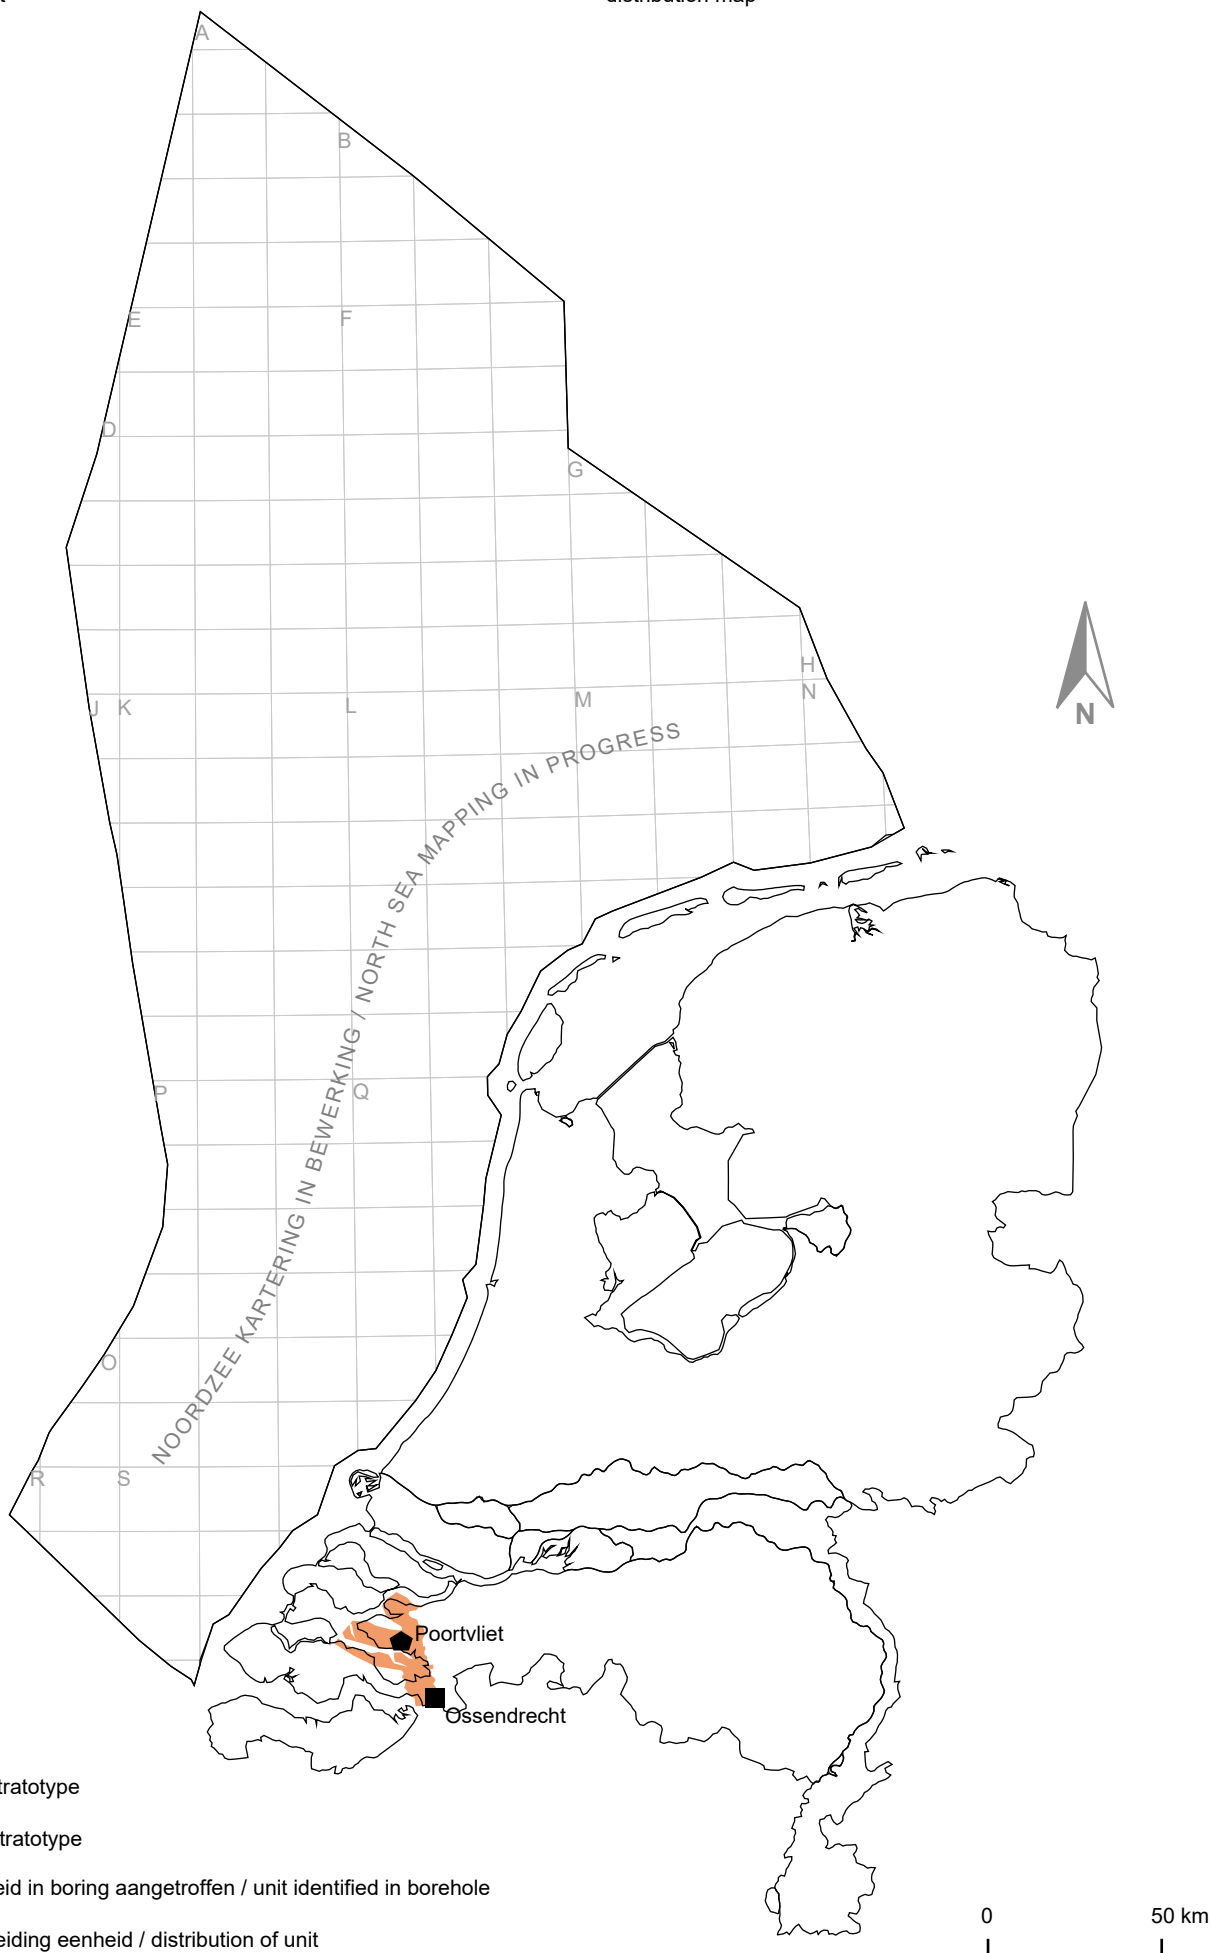 distribution map
A
B
E
F
D
G
H
N
J K
L
M
NOORDZEE KARTERING IN BEWERKING / NORTH SEA MAPPING IN PROGRESS
N
P
Q
O
R
S
Poortvliet
Ossendrecht
tratotype
tratotype
eid in boring aangetroffen / unit identified in borehole
eiding eenheid / distribution of unit
0
50 km